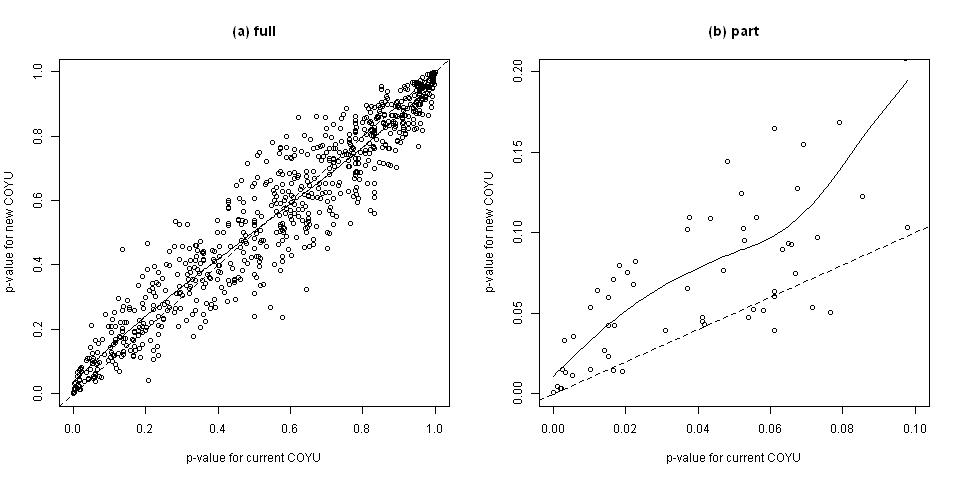 (a) full
p-value for new COYU
1.0
0.8
0.6
0.4
0.2
0.0
0.0 0.2 0.4 0.6 0.8 1.0
p-value for current COYU
(b) part
p-value for new COYU
0.20
0.15
0.10
0.05
0.00
0.00 0.02 0.04 0.06 0.08 0.10
p-value for current COYU